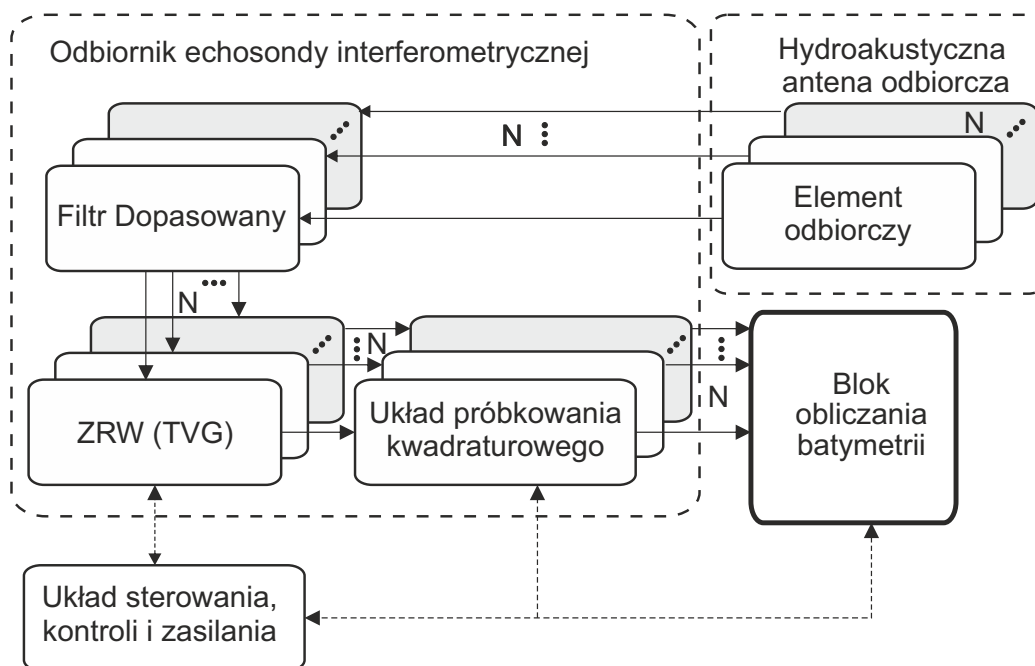 Odbiornik echosondy interferometrycznej
Hydroakustyczna
antena odbiorcza
N
N
Filtr Dopasowany
Element
odbiorczy
N
N
N
ZRW (TVG)
Układ próbkowania
kwadraturowego
Blok
obliczania
batymetrii
Układ sterowania,
kontroli i zasilania